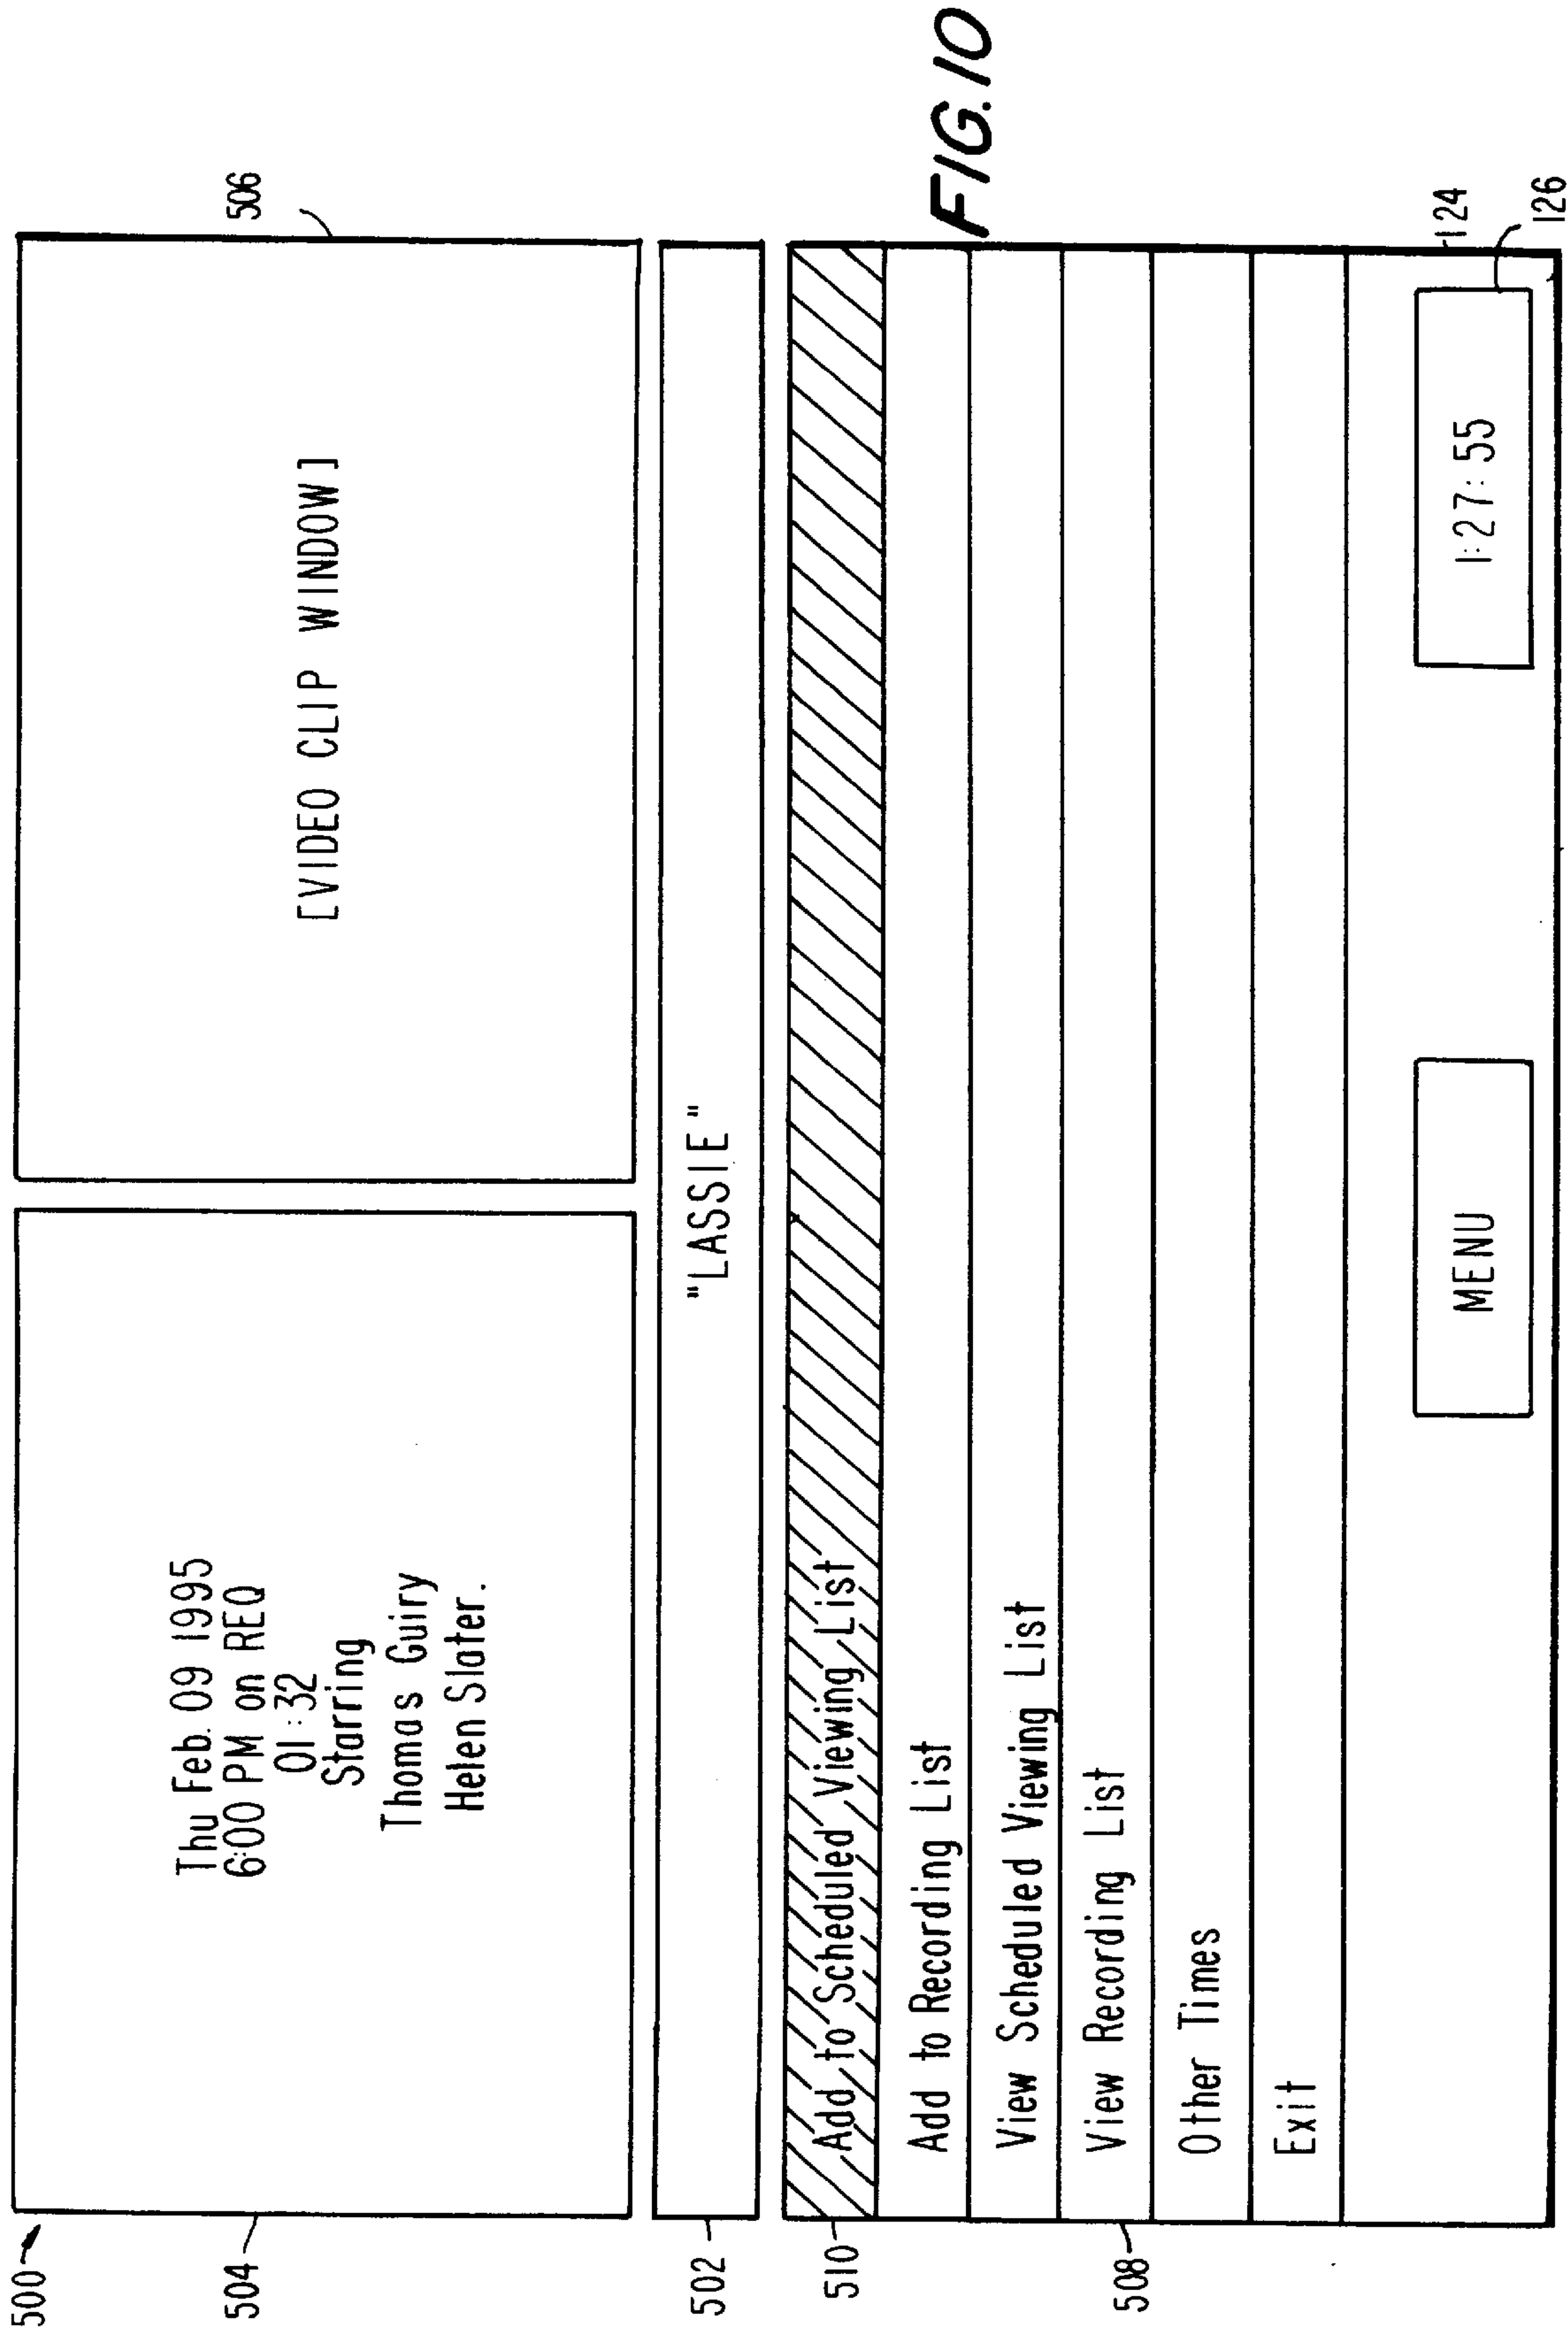 500
504
Thu Feb. 09 1995
6:00 PM on REQ
01:32
Starring
Thomas Guiry
Helen Slater.
[VIDEO CLIP WINDOW]
506
502
"LASSIE"
510
Add to Scheduled Viewing List
Add to Recording List
View Scheduled Viewing List
508
View Recording List
Other Times
Exit
MENU
1:27:55
124
126
FIG. 10